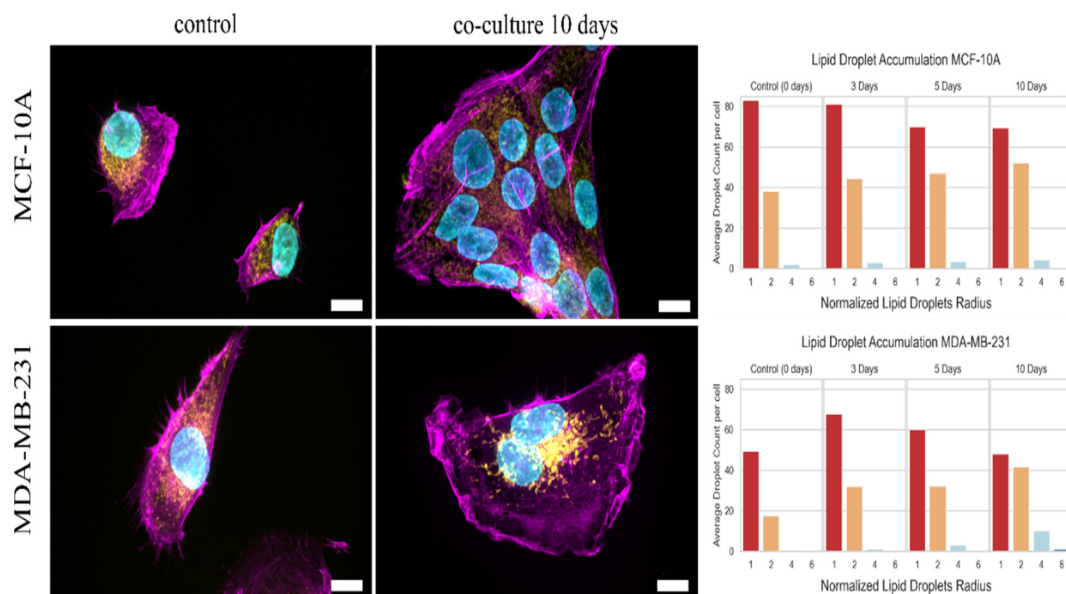 control
co-culture 10 days
MCF-10A
MDA-MB-231
Lipid Droplet Accumulation MCF-10A
Control (0 days) 3 Days 5 Days 10 Days
Average Droplet Count per cell
80
60
40
20
0
1 2 4 6 1 2 4 6 1 2 4 6 1 2 4 6
Normalized Lipid Droplets Radius
Lipid Droplet Accumulation MDA-MB-231
Control (0 days) 3 Days 5 Days 10 Days
Average Droplet Count per cell
80
60
40
20
0
1 2 4 6 1 2 4 6 1 2 4 6 1 2 4 6
Normalized Lipid Droplets Radius